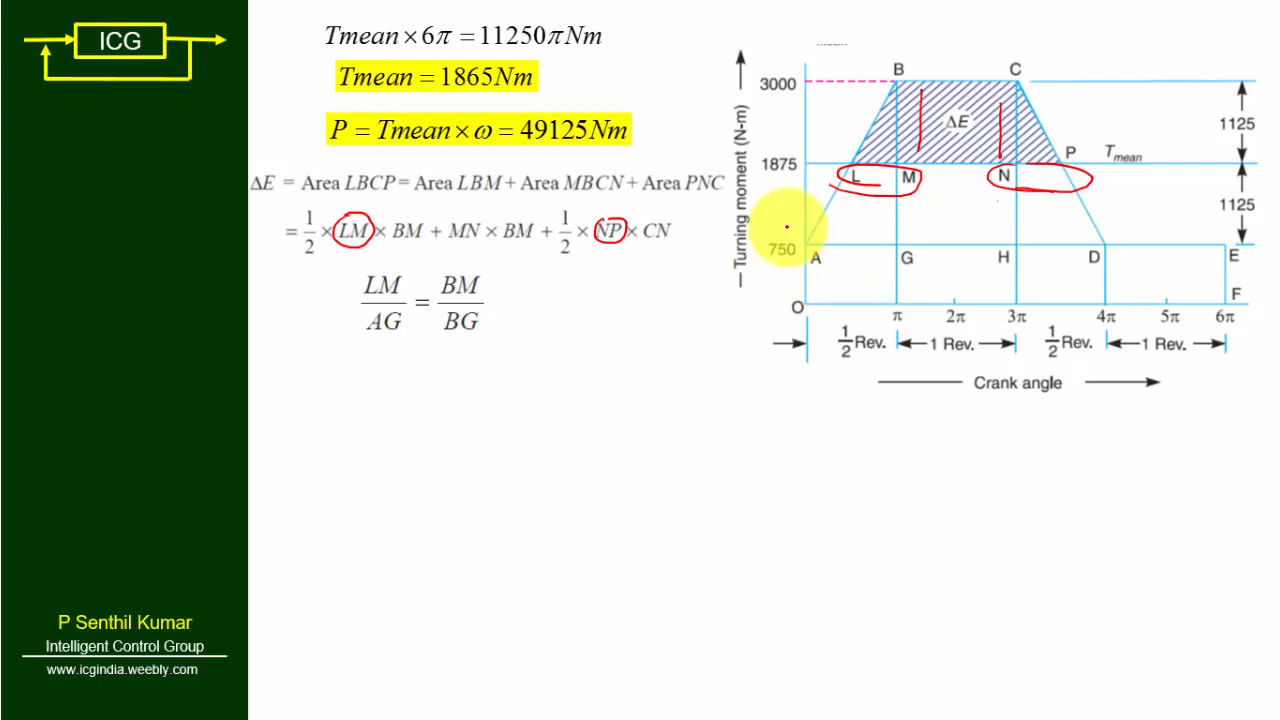 ICG
Tmean × 6π = 11250π Nm
Tmean = 1865Nm
P = Tmean × ω = 49125Nm
ΔE = Area LBCP = Area LBM + Area MBCN + Area PNC
= 1/2 × LM × BM + MN × BM + 1/2 × NP × CN
LM/AG = BM/BG
B C
3000
ΔE
1125
P Tmean
1875
L M N
1125
750
A G H D E
F
O π 2π 3π 4π 5π 6π
1/2 Rev. 1 Rev. 1/2 Rev. 1 Rev.
Crank angle
Turning moment (N-m)
P Senthil Kumar
Intelligent Control Group
www.icgindia.weebly.com